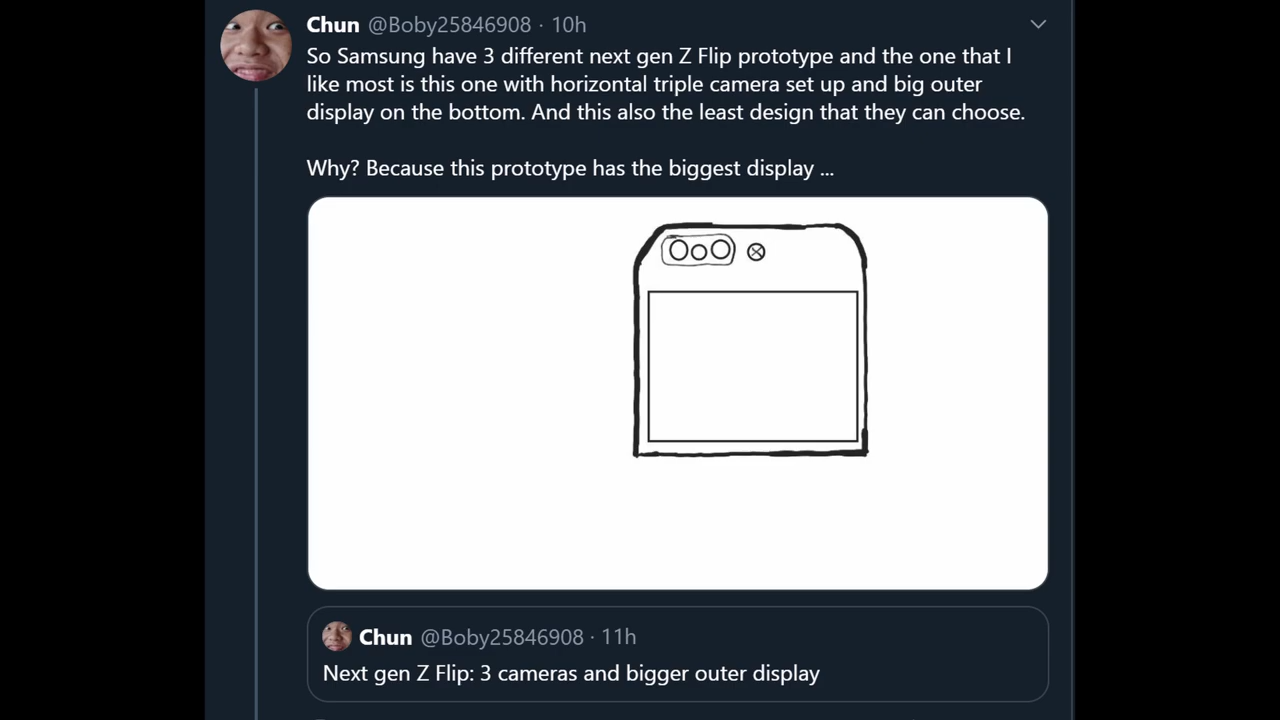 Chun @Boby25846908 · 10h
So Samsung have 3 different next gen Z Flip prototype and the one that I
like most is this one with horizontal triple camera set up and big outer
display on the bottom. And this also the least design that they can choose.
Why? Because this prototype has the biggest display ...
Chun @Boby25846908 · 11h
Next gen Z Flip: 3 cameras and bigger outer display